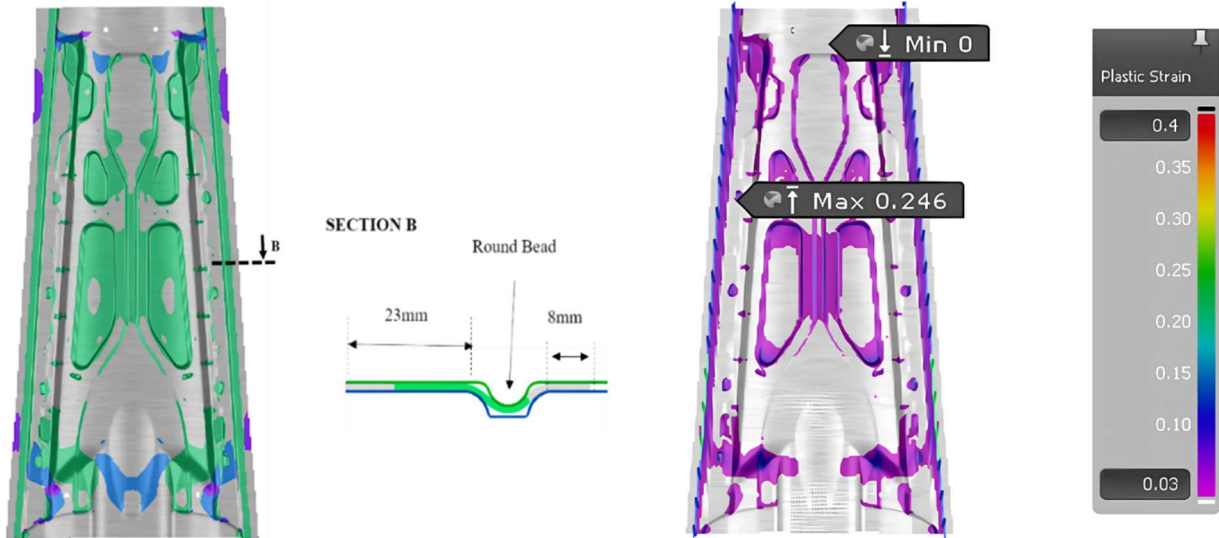 B
SECTION B
Round Bead
23mm
8mm
c
Min 0
Max 0.246
Plastic Strain
0.4
0.35
0.30
0.25
0.20
0.15
0.10
0.03